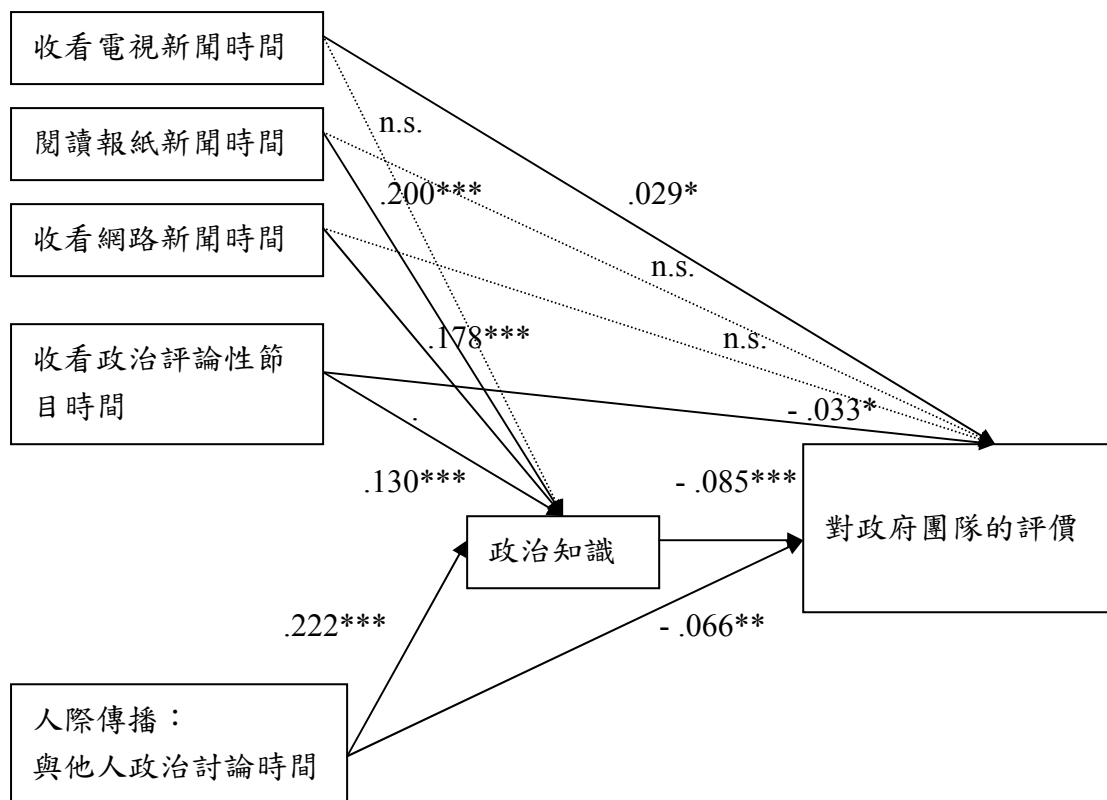 收看電視新聞時間
n.s.
閱讀報紙新聞時間
.200***
.029*
收看網路新聞時間
n.s.
.178***
n.s.
收看政治評論性節
目時間
- .033*
.
.130***
- .085***
政治知識
對政府團隊的評價
.222***
- .066**
人際傳播：
與他人政治討論時間